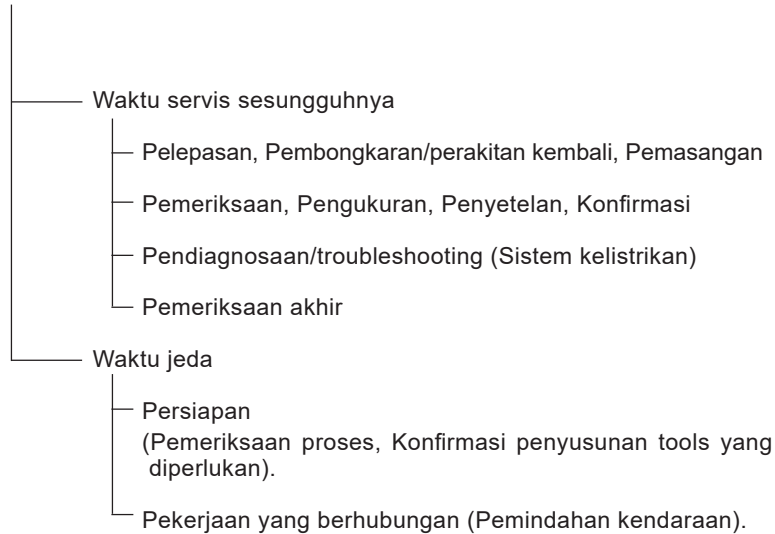 Waktu servis sesungguhnya
Pelepasan, Pembongkaran/perakitan kembali, Pemasangan
Pemeriksaan, Pengukuran, Penyetelan, Konfirmasi
Pendiagnosaan/troubleshooting (Sistem kelistrikan)
Pemeriksaan akhir
Waktu jeda
Persiapan
(Pemeriksaan proses, Konfirmasi penyusunan tools yang
diperlukan).
Pekerjaan yang berhubungan (Pemindahan kendaraan).